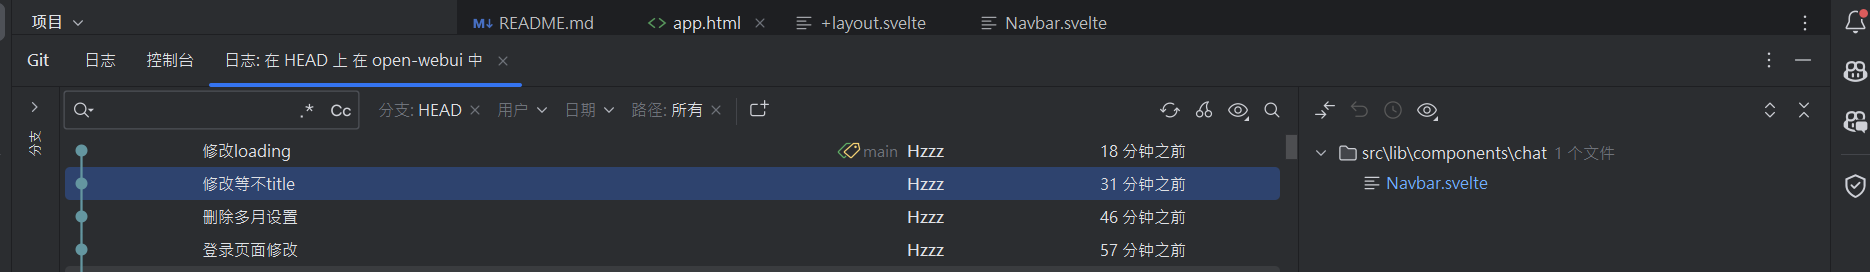 项目
README.md
app.html
+layout.svelte
Navbar.svelte
Git
日志
控制台
日志: 在 HEAD 上 在 open-webui 中
分支
.* Cc
分支: HEAD
用户
日期
路径: 所有
修改loading main Hzzz 18 分钟之前
修改等不title Hzzz 31 分钟之前
删除多月设置 Hzzz 46 分钟之前
登录页面修改 Hzzz 57 分钟之前
src\lib\components\chat 1 个文件
Navbar.svelte